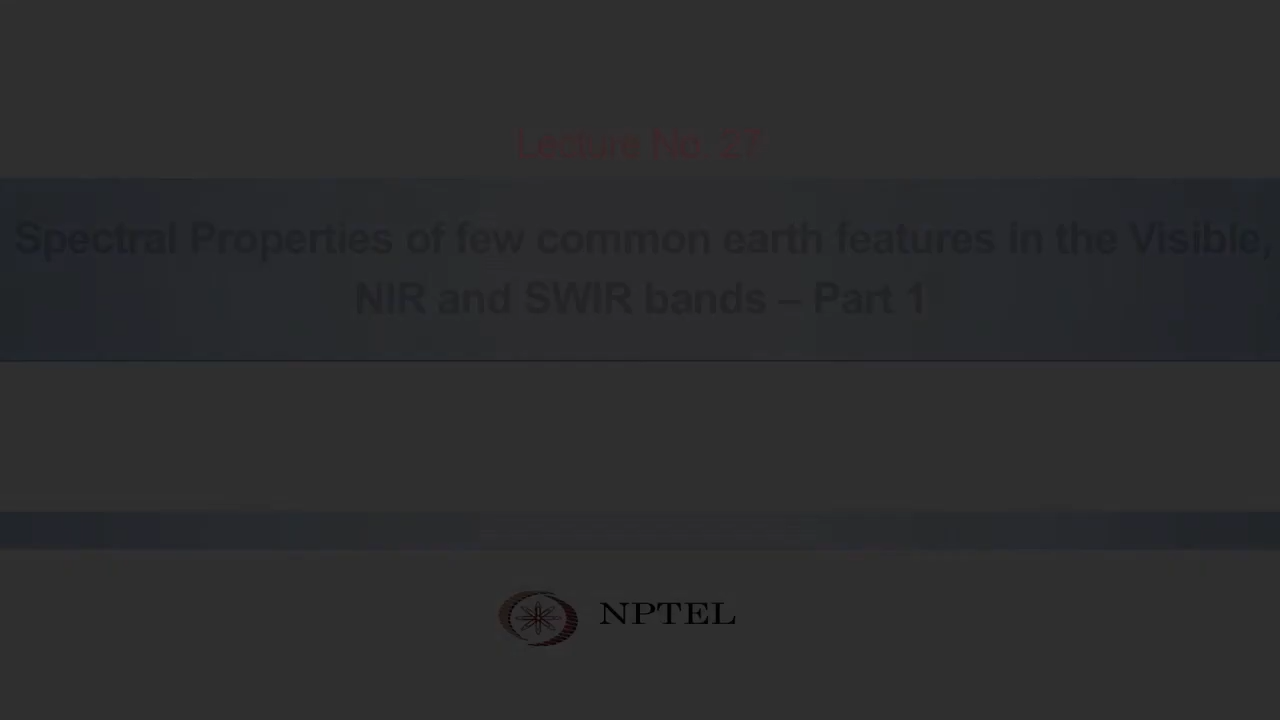 Lecture No. 27
Spectral Properties of few common earth features in the Visible,
NIR and SWIR bands – Part 1
NPTEL